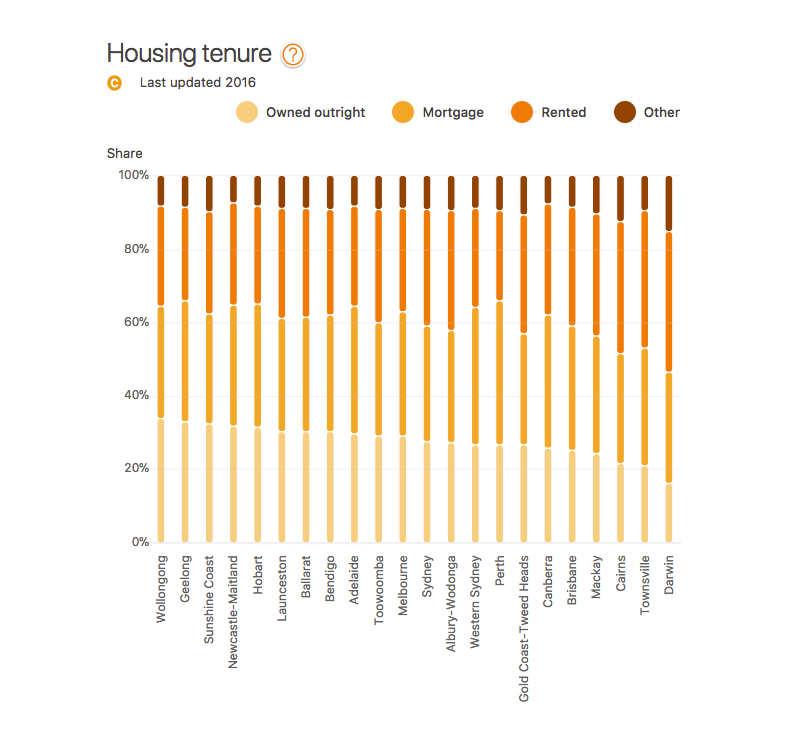 Housing tenure ?
C Last updated 2016
Owned outright Mortgage Rented Other
Share
100%
80%
60%
40%
20%
0%
Wollongong
Geelong
Sunshine Coast
Newcastle-Maitland
Hobart
Launceston
Ballarat
Bendigo
Adelaide
Toowoomba
Melbourne
Sydney
Albury-Wodonga
Western Sydney
Perth
Gold Coast-Tweed Heads
Canberra
Brisbane
Mackay
Cairns
Townsville
Darwin